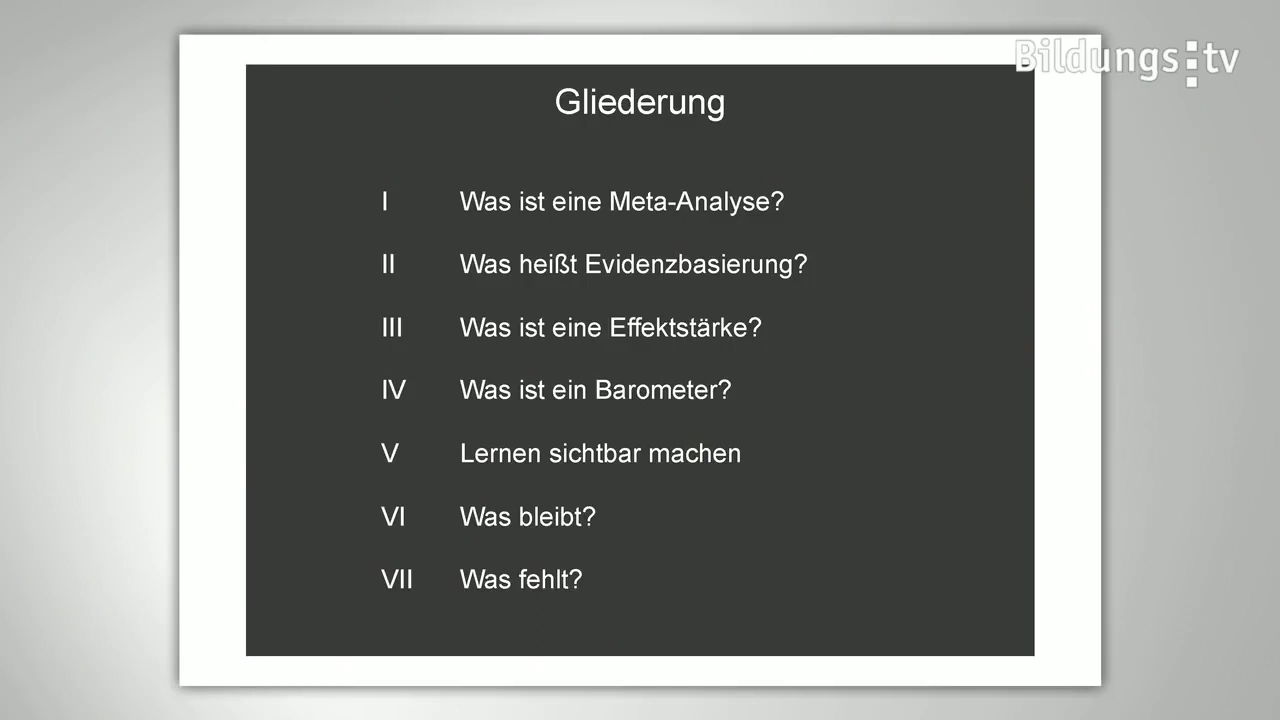 Bildungs:tv
Gliederung
I Was ist eine Meta-Analyse?
II Was heißt Evidenzbasierung?
III Was ist eine Effektstärke?
IV Was ist ein Barometer?
V Lernen sichtbar machen
VI Was bleibt?
VII Was fehlt?